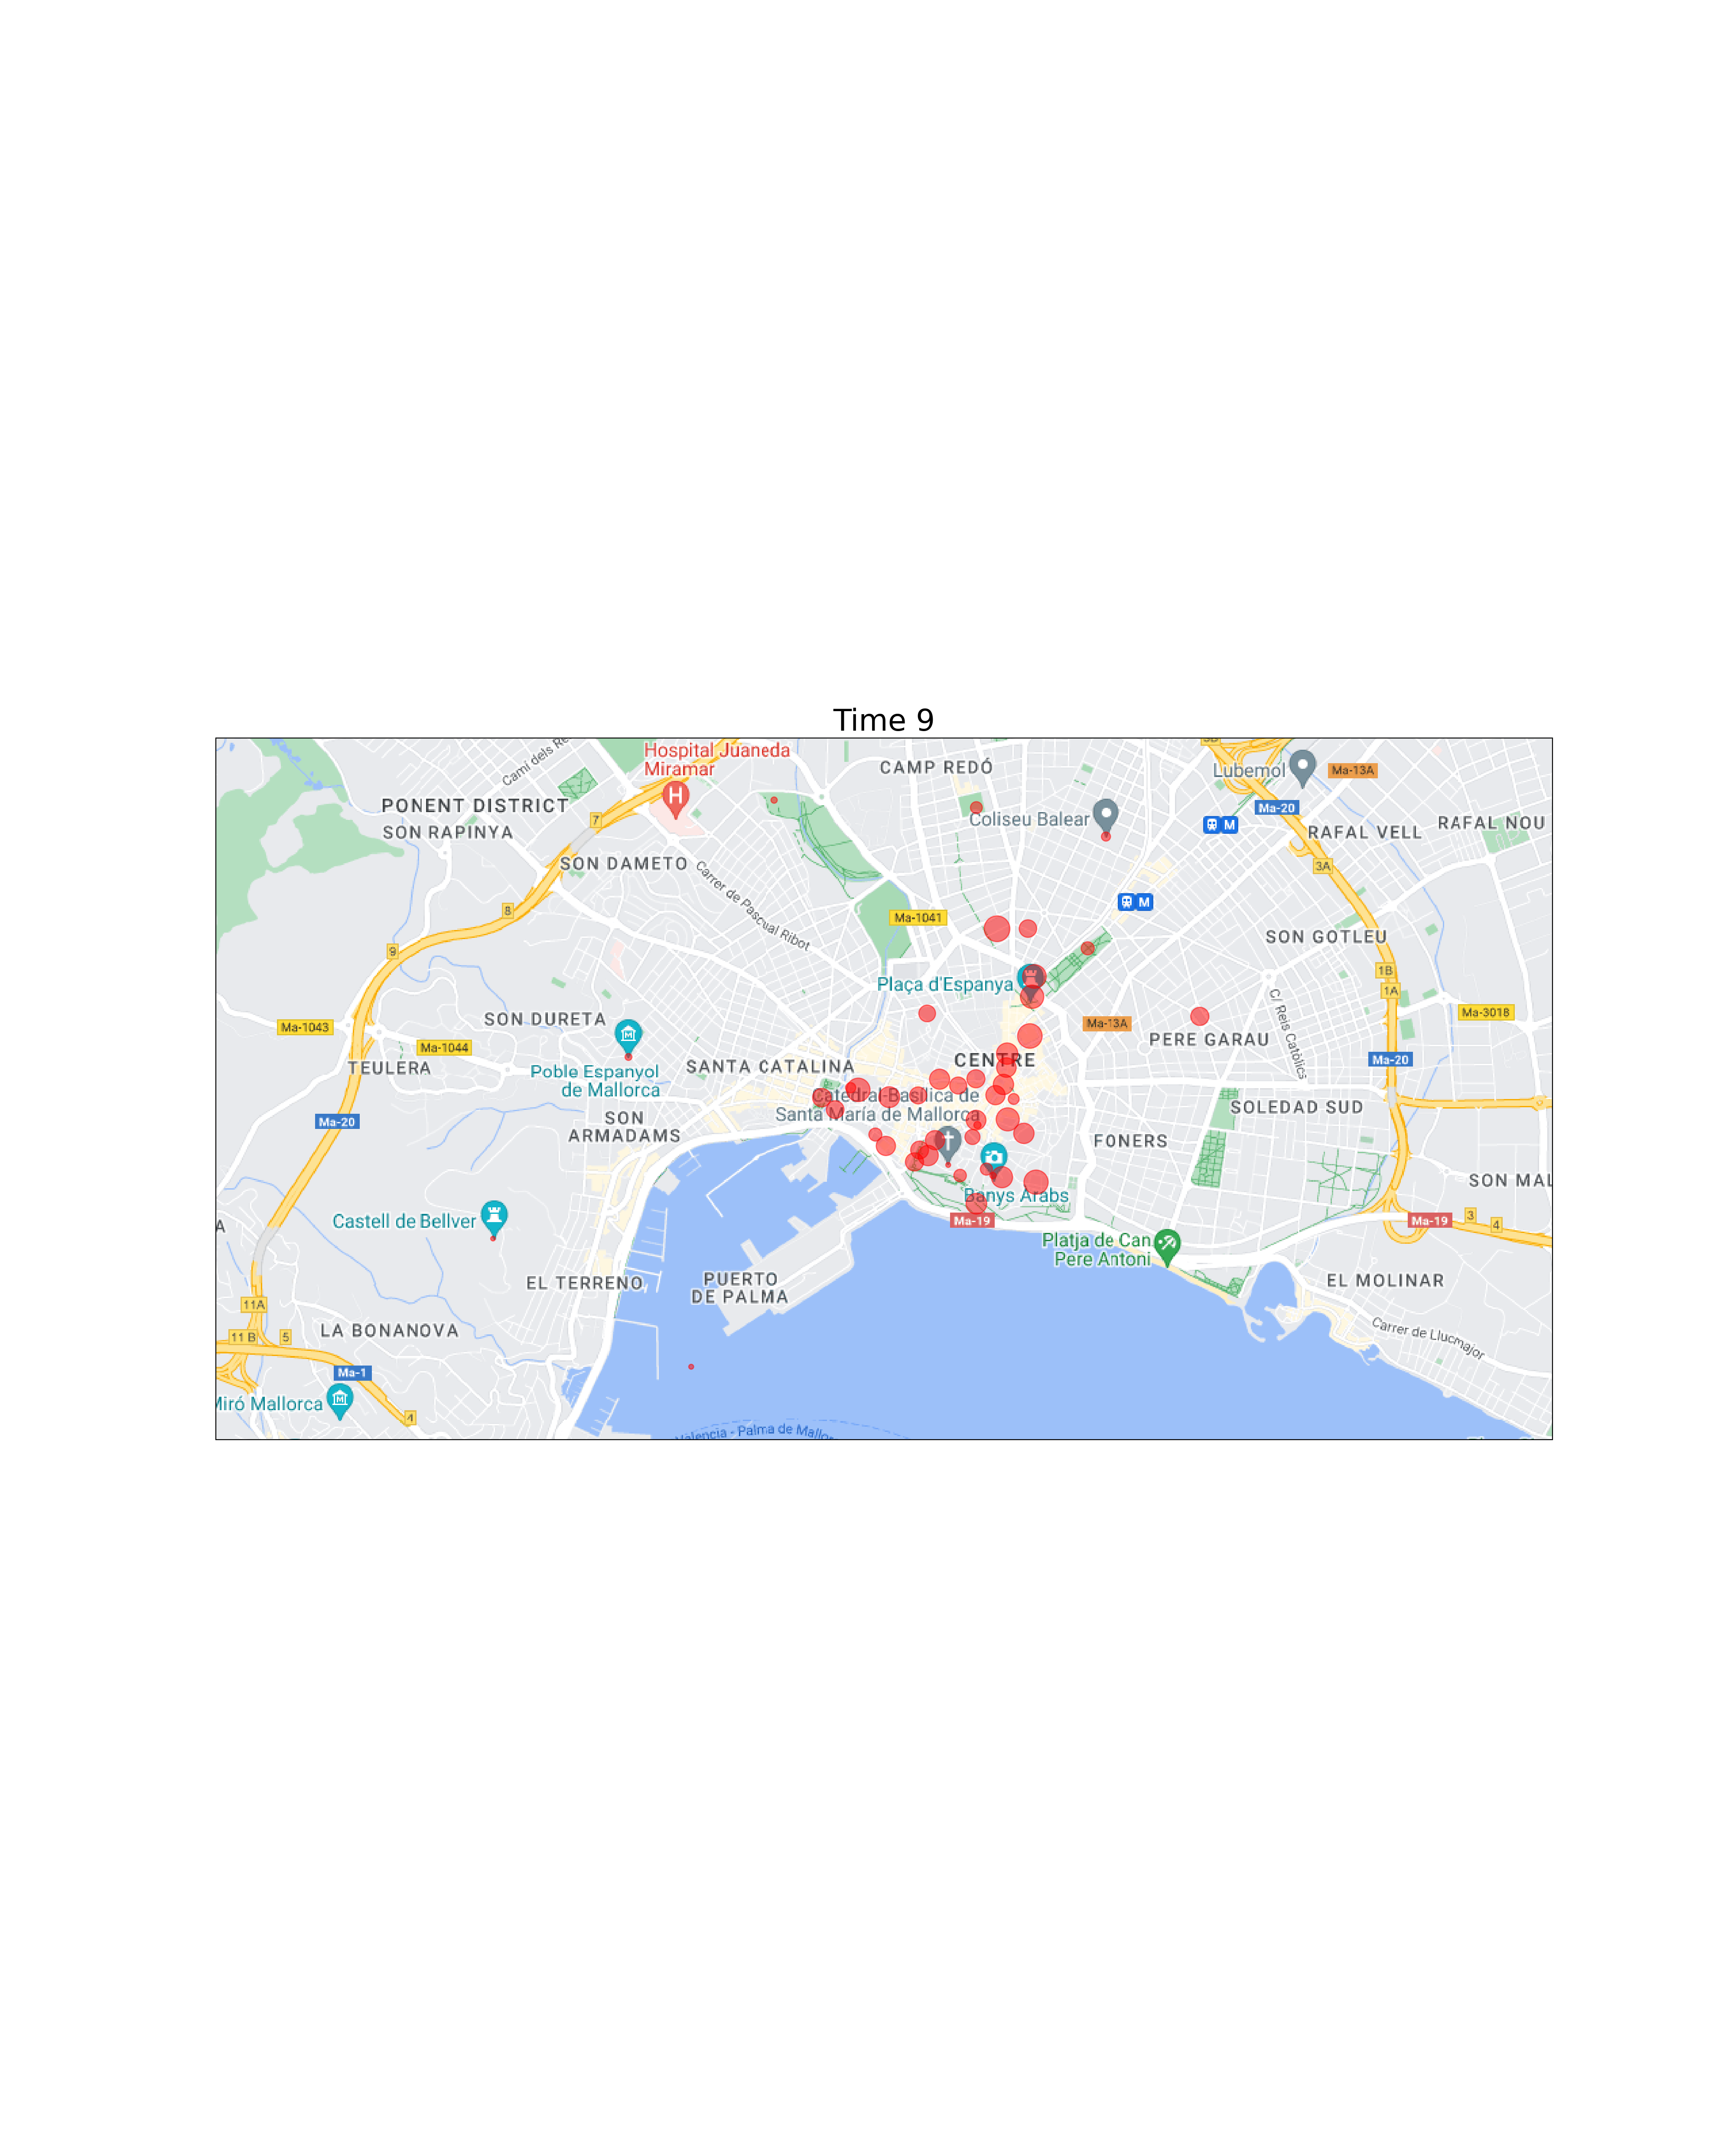 Time 9
Hospital Juaneda
Miramar
Camí dels Re
CAMP REDÓ
Lubemol
Ma-13A
PONENT DISTRICT
SON RAPINYA
7
Coliseu Balear
Ma-20
M
RAFAL VELL
RAFAL NOU
SON DAMETO
Carrer de Pascual Ribot
3A
8
M
Ma-1041
9
SON GOTLEU
1B
1A
Plaça d'Espanya
C/ Reis Catòlics
Ma-1043
SON DURETA
Ma-13A
Ma-3018
Ma-1044
PERE GARAU
TEULERA
Poble Espanyol
de Mallorca
SANTA CATALINA
CENTRE
Ma-20
Catedral-Basílica de
Santa María de Mallorca
Ma-20
SON
ARMADAMS
SOLEDAD SUD
FONERS
SON MAL
Banys Àrabs
Castell de Bellver
Ma-19
Ma-19
3
4
A
Platja de Can
Pere Antoni
EL TERRENO
PUERTO
DE PALMA
EL MOLINAR
11A
11 B
5
LA BONANOVA
Carrer de Llucmajor
Ma-1
Miró Mallorca
4
Valencia - Palma de Mallor